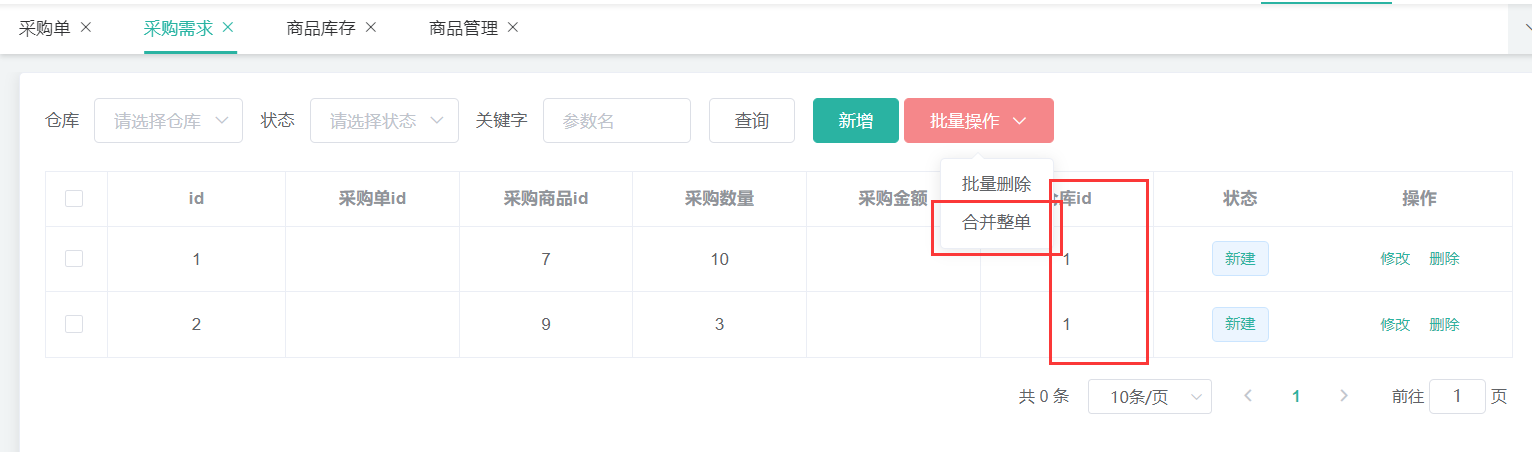 采购单 采购需求 商品库存 商品管理
仓库 请选择仓库 状态 请选择状态 关键字 参数名 查询 新增 批量操作
批量删除
合并整单
id 采购单id 采购商品id 采购数量 采购金额 库id 状态 操作
1 7 10 1 新建 修改 删除
2 9 3 1 新建 修改 删除
共 0 条 10条/页 1 前往 1 页